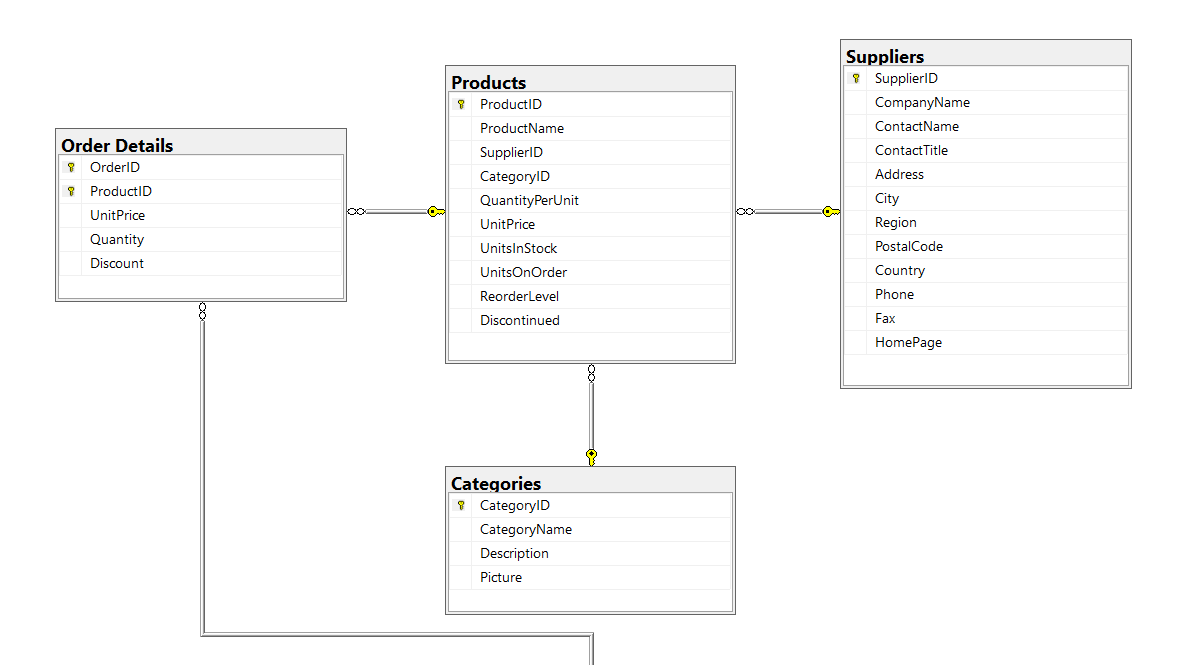 Order Details
OrderID
ProductID
UnitPrice
Quantity
Discount
Products
ProductID
ProductName
SupplierID
CategoryID
QuantityPerUnit
UnitPrice
UnitsInStock
UnitsOnOrder
ReorderLevel
Discontinued
Suppliers
SupplierID
CompanyName
ContactName
ContactTitle
Address
City
Region
PostalCode
Country
Phone
Fax
HomePage
Categories
CategoryID
CategoryName
Description
Picture